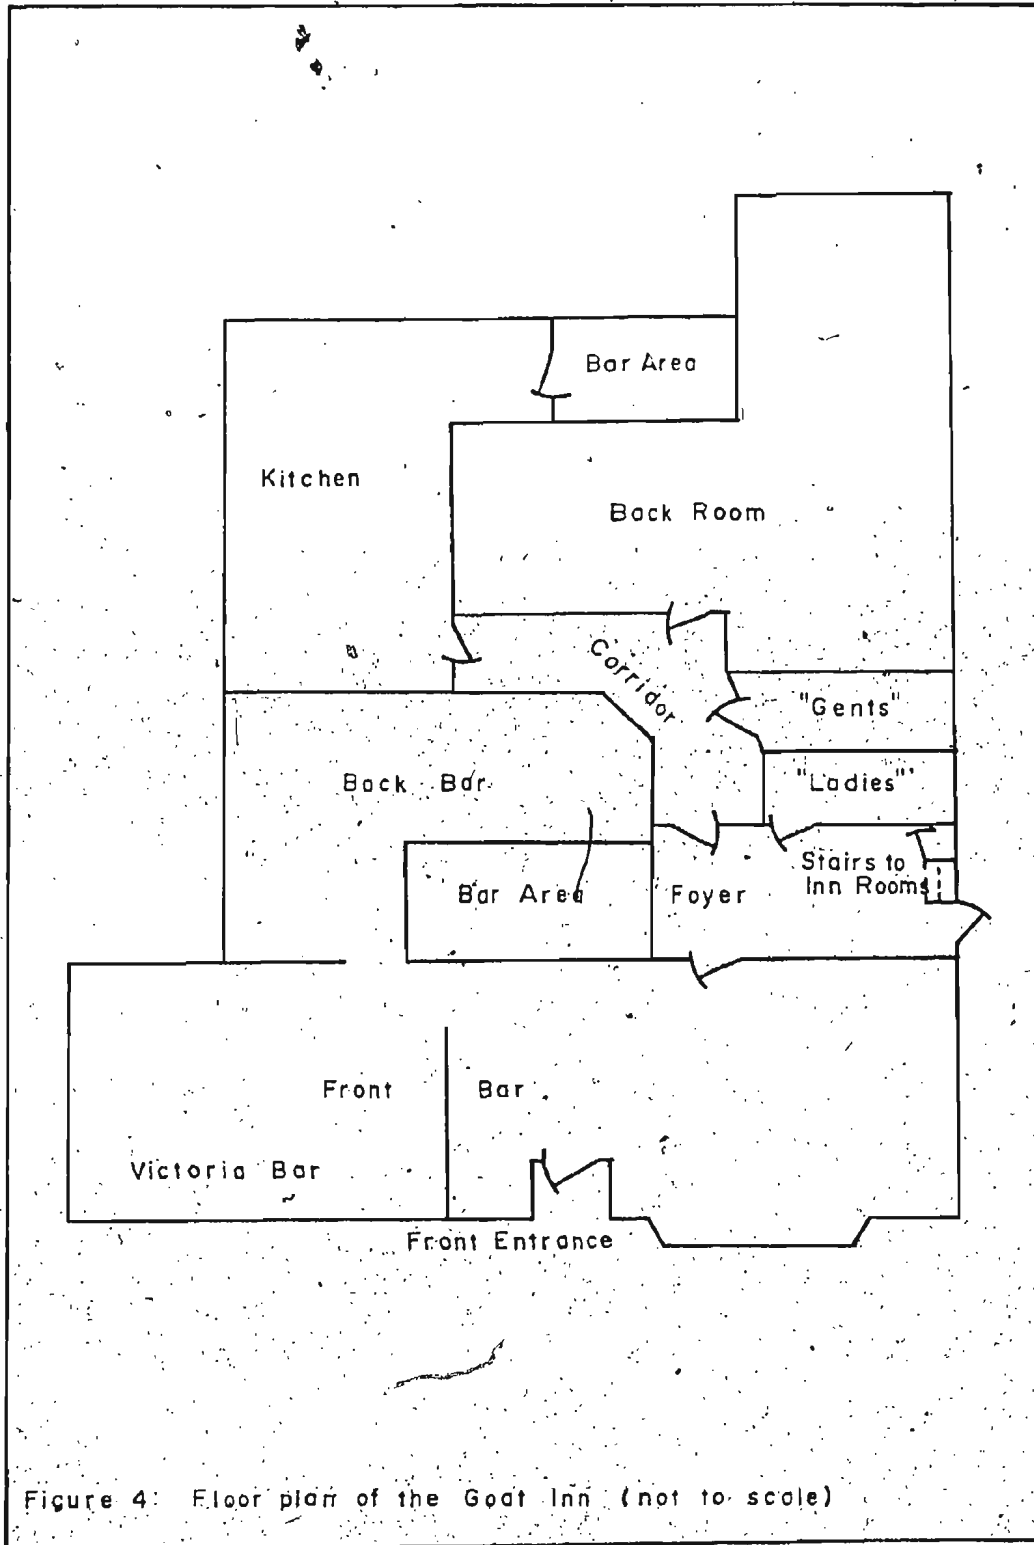 Bar Area
Kitchen
Back Room
Corridor
"Gents"
Back Bar
"Ladies"
Stairs to
Inn Rooms
Bar Area
Foyer
Front Bar
Victoria Bar
Front Entrance
Figure 4: Floor plan of the Goat Inn (not to scale)